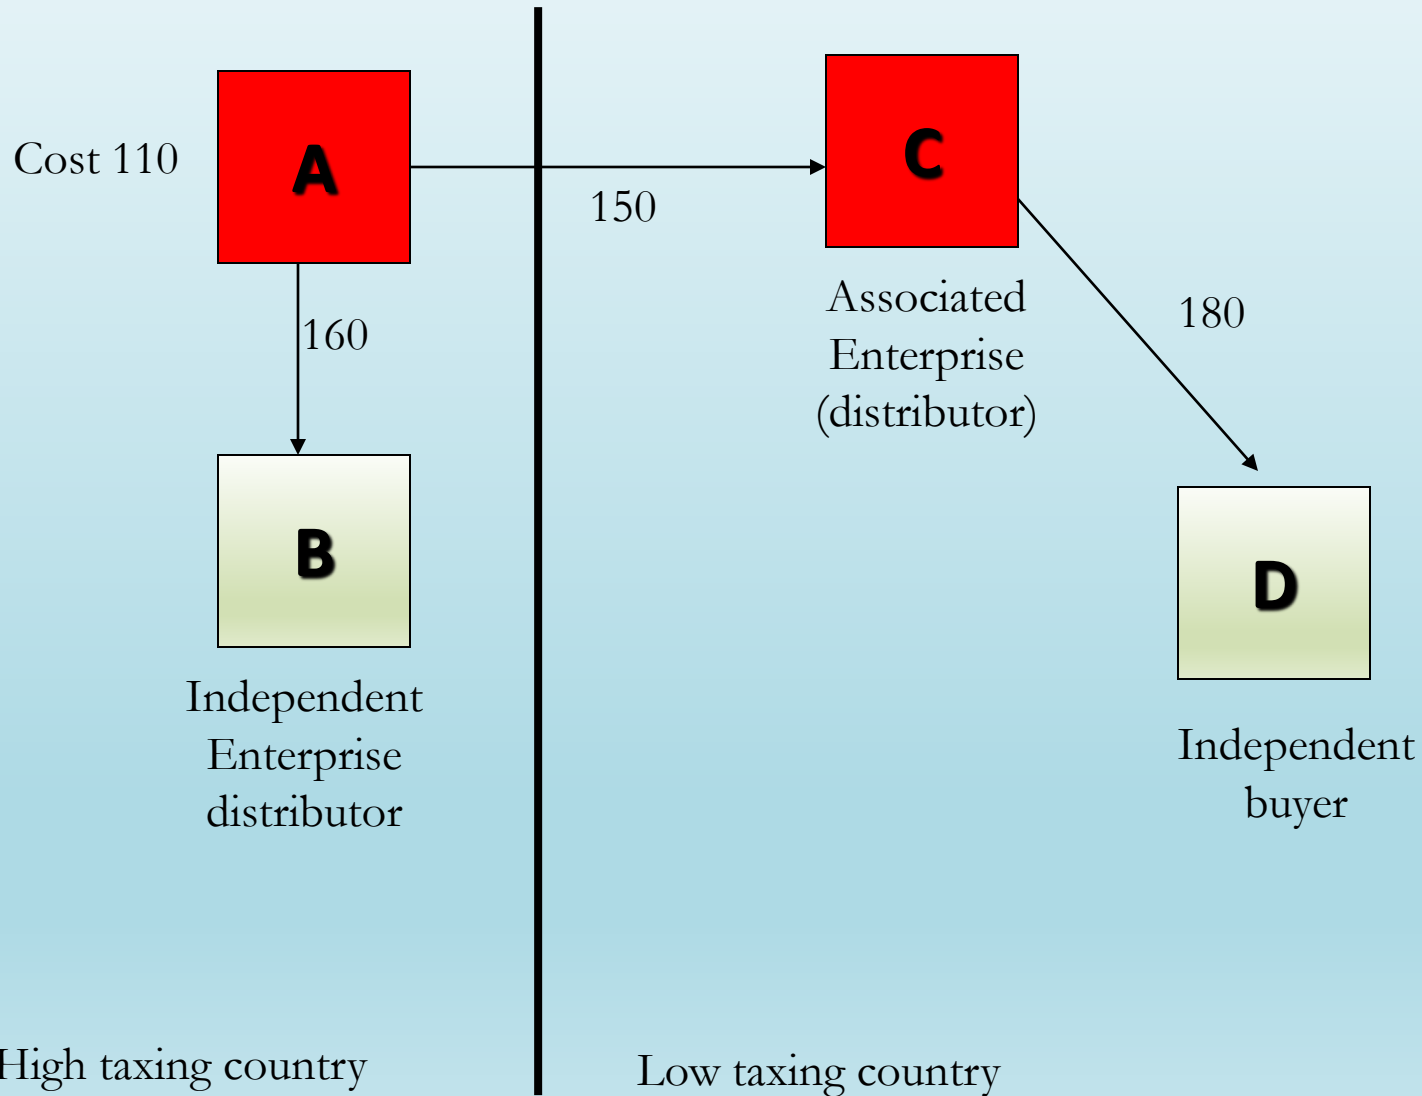 A
C
Cost 110
150
160
Associated
Enterprise
(distributor)
180
B
D
Independent
Enterprise
distributor
Independent
buyer
High taxing country
Low taxing country